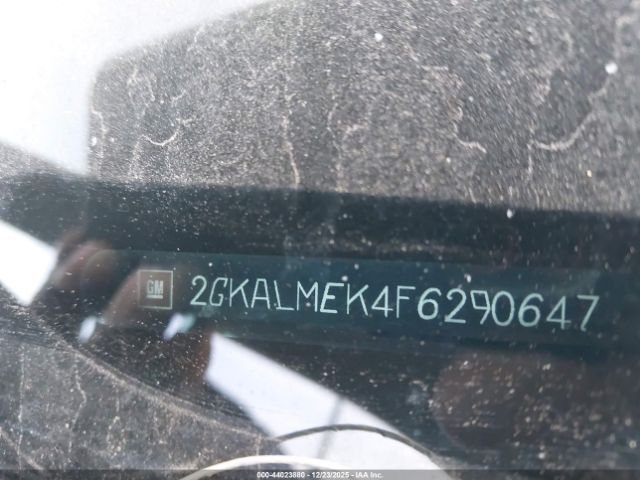 GM 2GKALMEK4F6290647
000-44023880 - 12/23/2025 - IAA Inc.